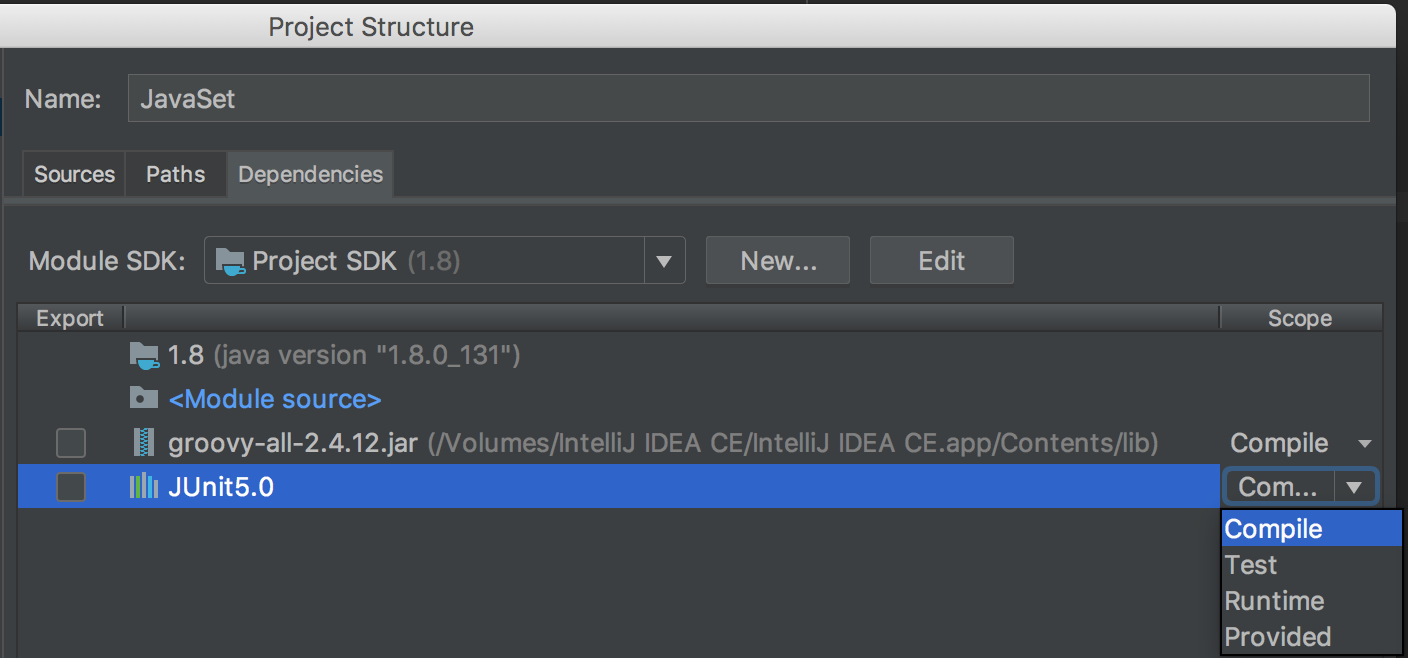 Project Structure
Name: JavaSet
Sources Paths Dependencies
Module SDK: Project SDK (1.8) New... Edit
Export Scope
1.8 (java version "1.8.0_131")
<Module source>
groovy-all-2.4.12.jar (/Volumes/IntelliJ IDEA CE/IntelliJ IDEA CE.app/Contents/lib) Compile
JUnit5.0 Com...
Compile
Test
Runtime
Provided